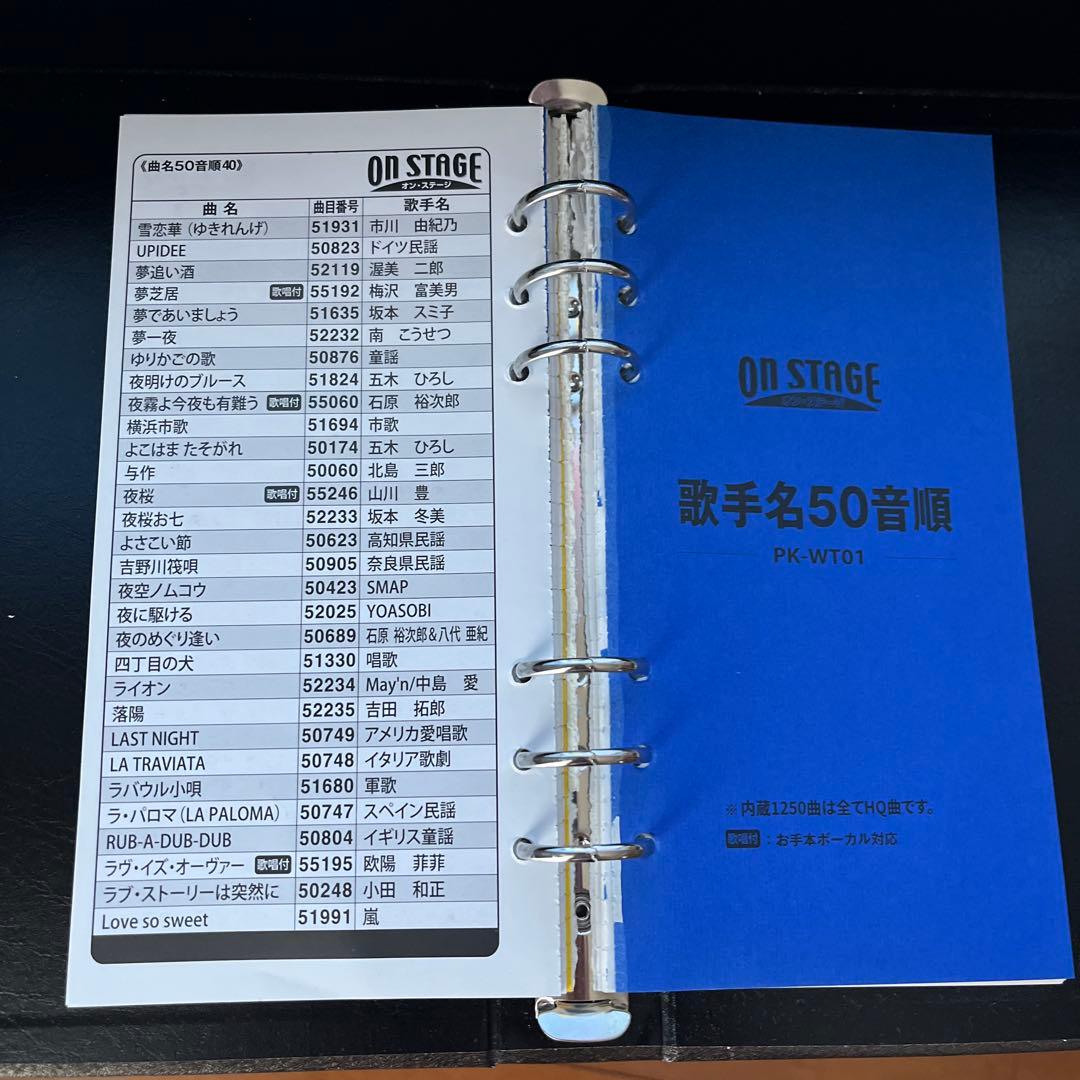 《曲名50音順40》
ON STAGE
オン・ステージ
曲 名 曲目番号 歌手名
雪恋華（ゆきれんげ） 51931 市川 由紀乃
UPIDEE 50823 ドイツ民謡
夢追い酒 52119 渥美 二郎
夢芝居 歌唱付 55192 梅沢 富美男
夢であいましょう 51635 坂本 スミ子
夢一夜 52232 南 こうせつ
ゆりかごの歌 50876 童謡
夜明けのブルース 51824 五木 ひろし
夜霧よ今夜も有難う 歌唱付 55060 石原 裕次郎
横浜市歌 51694 市歌
よこはま たそがれ 50174 五木 ひろし
与作 50060 北島 三郎
夜桜 歌唱付 55246 山川 豊
夜桜お七 52233 坂本 冬美
よさこい節 50623 高知県民謡
吉野川筏唄 50905 奈良県民謡
夜空ノムコウ 50423 SMAP
夜に駆ける 52025 YOASOBI
夜のめぐり逢い 50689 石原 裕次郎&八代 亜紀
四丁目の犬 51330 唱歌
ライオン 52234 May'n/中島 愛
落陽 52235 吉田 拓郎
LAST NIGHT 50749 アメリカ愛唱歌
LA TRAVIATA 50748 イタリア歌劇
ラバウル小唄 51680 軍歌
ラ・パロマ（LA PALOMA） 50747 スペイン民謡
RUB-A-DUB-DUB 50804 イギリス童謡
ラヴ・イズ・オーヴァー 歌唱付 55195 欧陽 菲菲
ラブ・ストーリーは突然に 50248 小田 和正
Love so sweet 51991 嵐
ON STAGE
オン・ステージ
歌手名50音順
PK-WT01
※内蔵1250曲は全てHQ曲です。
歌唱付：お手本ボーカル対応